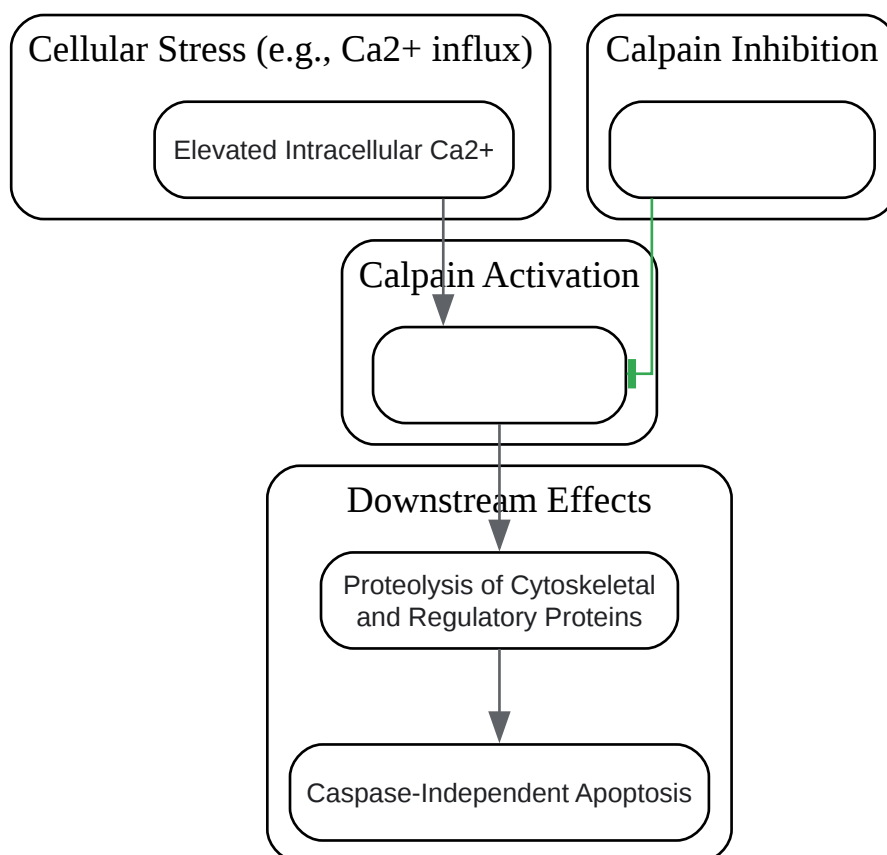 Cellular Stress (e.g., Ca2+ influx)
Calpain Inhibition
Elevated Intracellular Ca2+
Calpain Activation
Downstream Effects
Proteolysis of Cytoskeletal
and Regulatory Proteins
Caspase-Independent Apoptosis